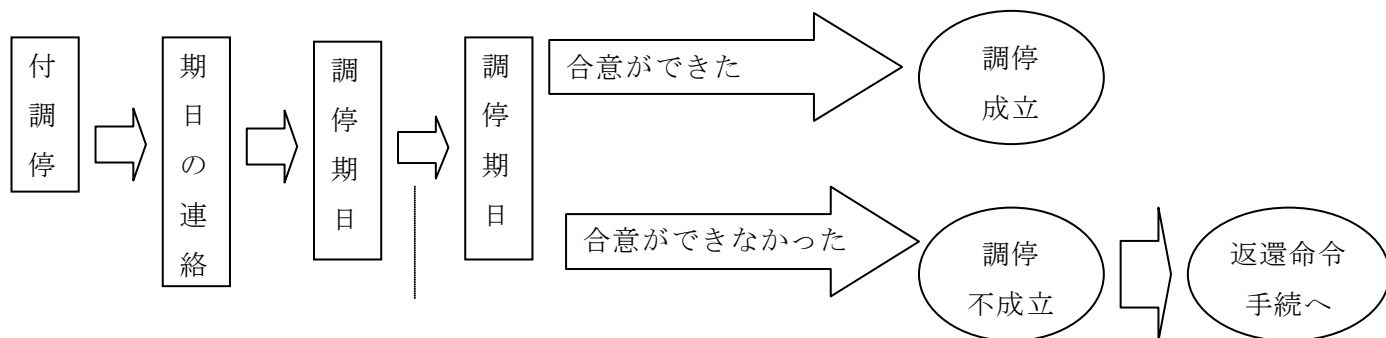 付調停
期日の連絡
調停期日
調停期日
合意ができた
調停
成立
合意ができなかった
調停
不成立
返還命令
手続へ